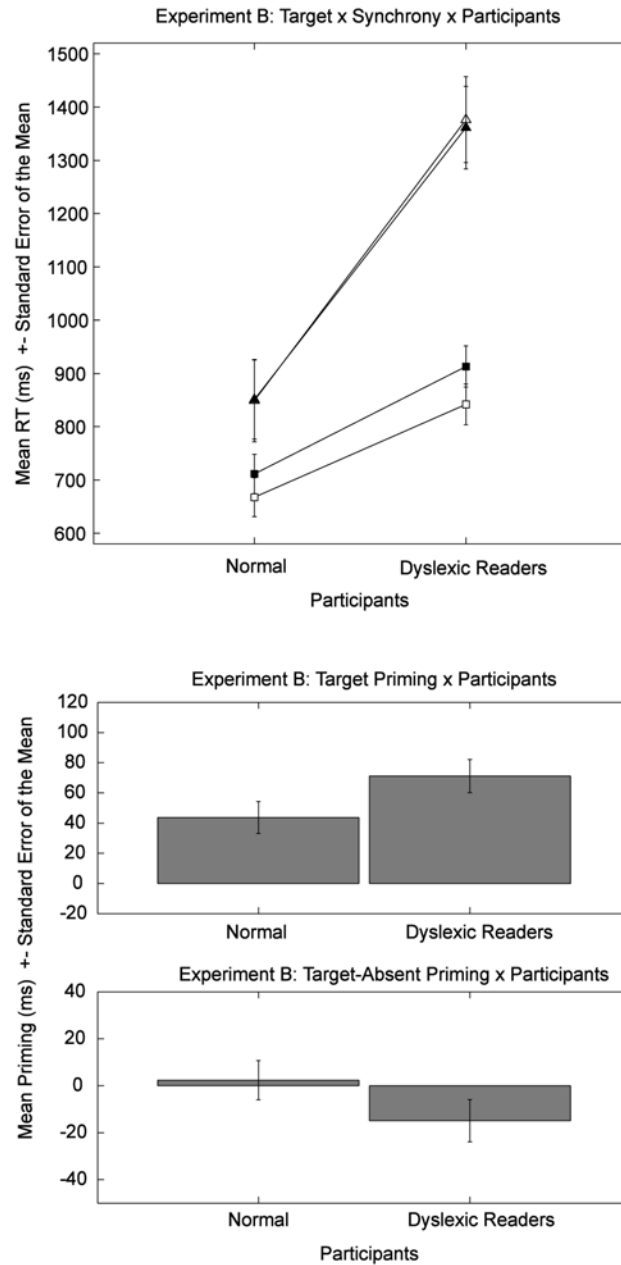 Experiment B: Target x Synchrony x Participants
1500
1400
1300
1200
1100
1000
900
800
700
600
Mean RT (ms) +- Standard Error of the Mean
Normal
Dyslexic Readers
Participants
Experiment B: Target Priming x Participants
120
100
80
60
40
20
0
-20
Normal
Dyslexic Readers
Mean Priming (ms) +- Standard Error of the Mean
Experiment B: Target-Absent Priming x Participants
40
20
0
-20
-40
Normal
Dyslexic Readers
Participants